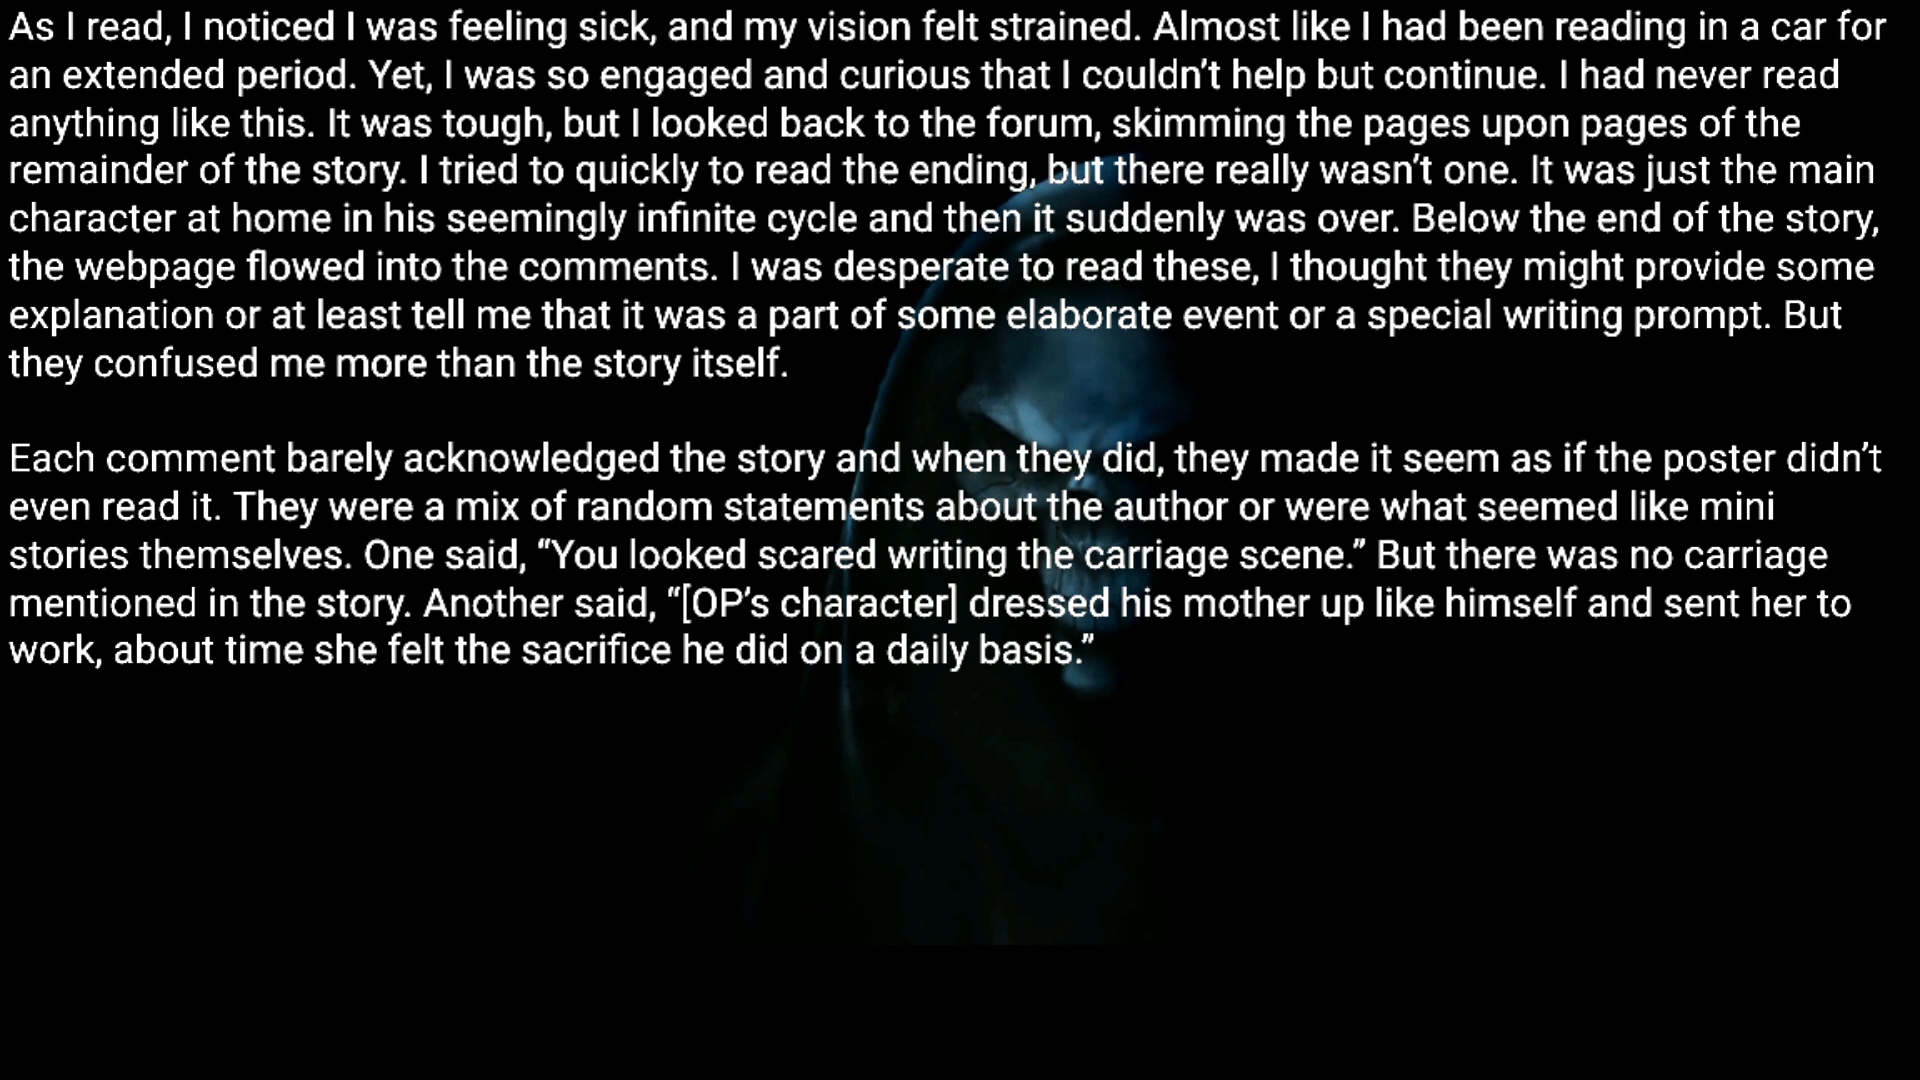 As I read, I noticed I was feeling sick, and my vision felt strained. Almost like I had been reading in a car for
an extended period. Yet, I was so engaged and curious that I couldn’t help but continue. I had never read
anything like this. It was tough, but I looked back to the forum, skimming the pages upon pages of the
remainder of the story. I tried to quickly to read the ending, but there really wasn’t one. It was just the main
character at home in his seemingly infinite cycle and then it suddenly was over. Below the end of the story,
the webpage flowed into the comments. I was desperate to read these, I thought they might provide some
explanation or at least tell me that it was a part of some elaborate event or a special writing prompt. But
they confused me more than the story itself.
Each comment barely acknowledged the story and when they did, they made it seem as if the poster didn’t
even read it. They were a mix of random statements about the author or were what seemed like mini
stories themselves. One said, “You looked scared writing the carriage scene.” But there was no carriage
mentioned in the story. Another said, “[OP’s character] dressed his mother up like himself and sent her to
work, about time she felt the sacrifice he did on a daily basis.”